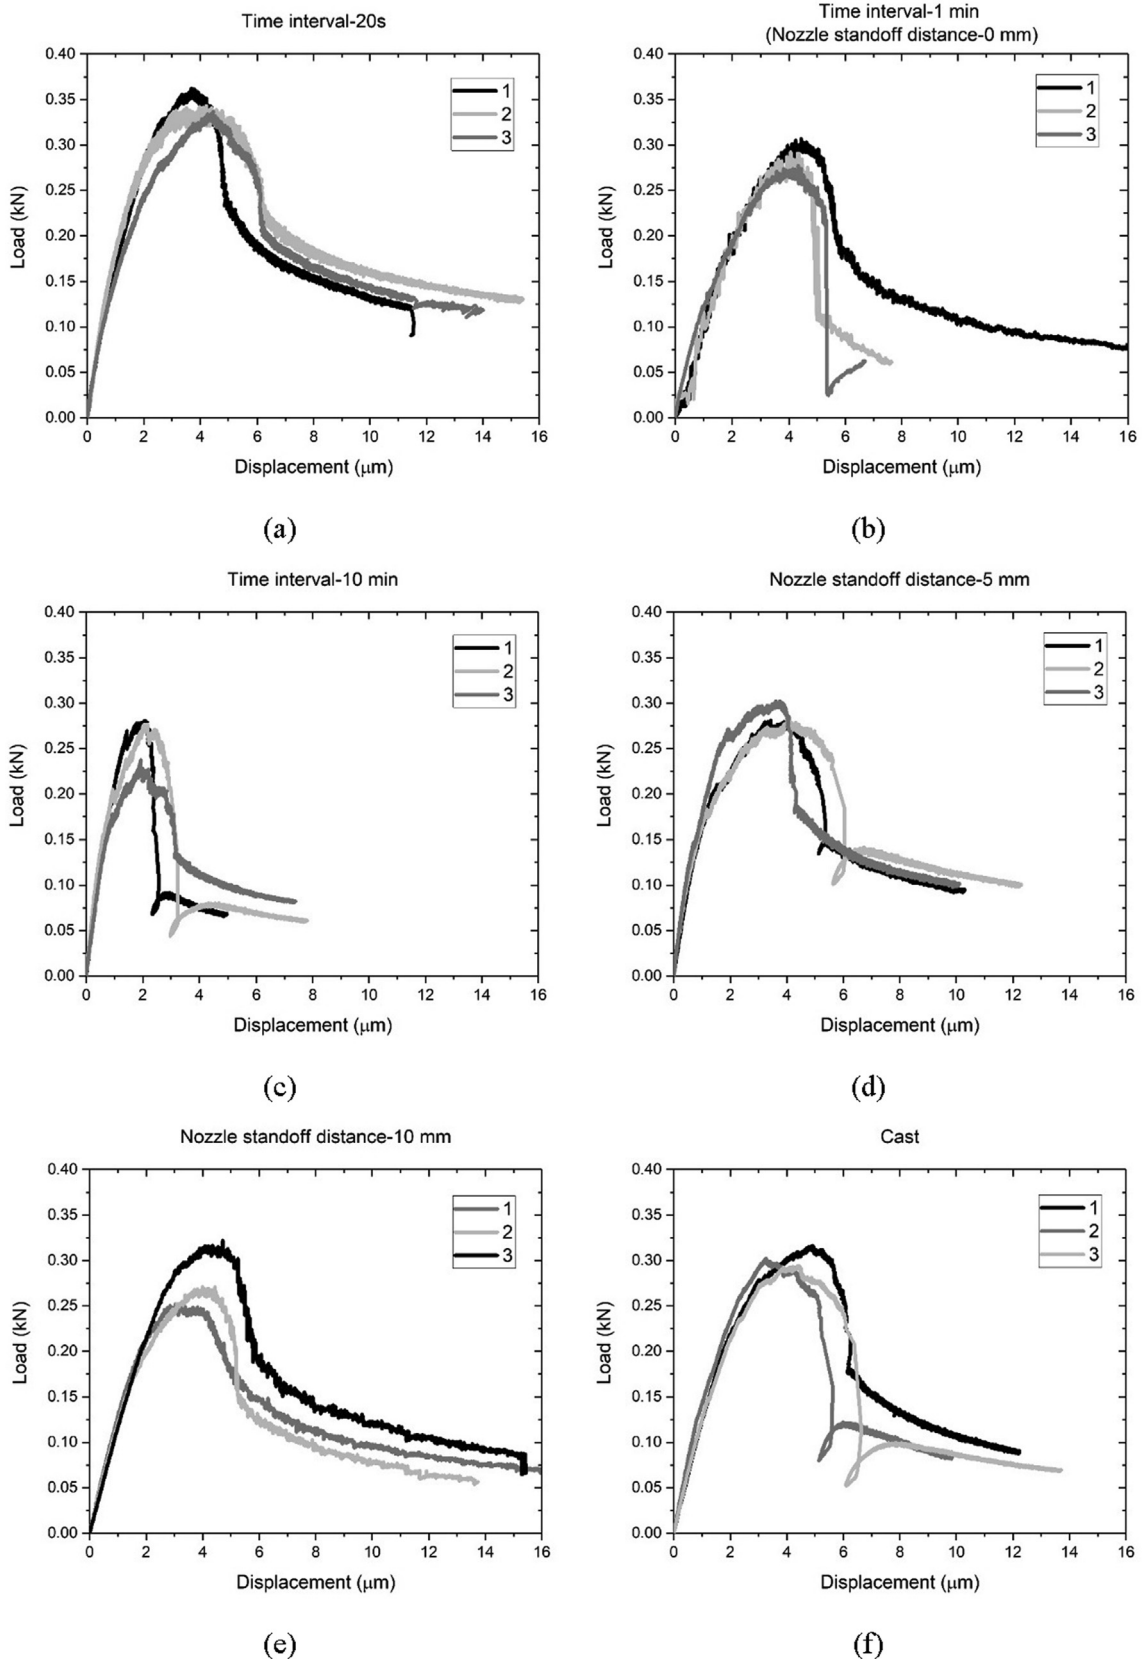 Time interval-20s
0.40
0.35
0.30
0.25
0.20
0.15
0.10
0.05
0.00
Load (kN)
1
2
3
0 2 4 6 8 10 12 14 16
Displacement (μm)
(a)
Time interval-1 min
(Nozzle standoff distance-0 mm)
0.40
0.35
0.30
0.25
0.20
0.15
0.10
0.05
0.00
Load (kN)
1
2
3
0 2 4 6 8 10 12 14 16
Displacement (μm)
(b)
Time interval-10 min
0.40
0.35
0.30
0.25
0.20
0.15
0.10
0.05
0.00
Load (kN)
1
2
3
0 2 4 6 8 10 12 14 16
Displacement (μm)
(c)
Nozzle standoff distance-5 mm
0.40
0.35
0.30
0.25
0.20
0.15
0.10
0.05
0.00
Load (kN)
1
2
3
0 2 4 6 8 10 12 14 16
Displacement (μm)
(d)
Nozzle standoff distance-10 mm
0.40
0.35
0.30
0.25
0.20
0.15
0.10
0.05
0.00
Load (kN)
1
2
3
0 2 4 6 8 10 12 14 16
Displacement (μm)
(e)
Cast
0.40
0.35
0.30
0.25
0.20
0.15
0.10
0.05
0.00
Load (kN)
1
2
3
0 2 4 6 8 10 12 14 16
Displacement (μm)
(f)